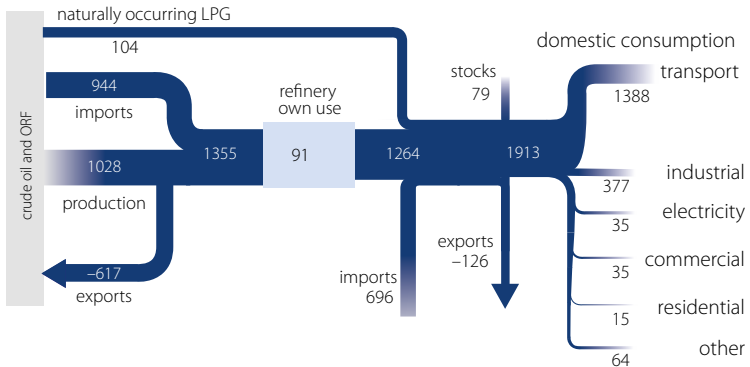 naturally occurring LPG
104
944
imports
crude oil and ORF
1028
production
–617
exports
1355
refinery
own use
91
1264
imports
696
stocks
79
1913
exports
–126
domestic consumption
transport
1388
industrial
377
electricity
35
commercial
35
residential
15
other
64